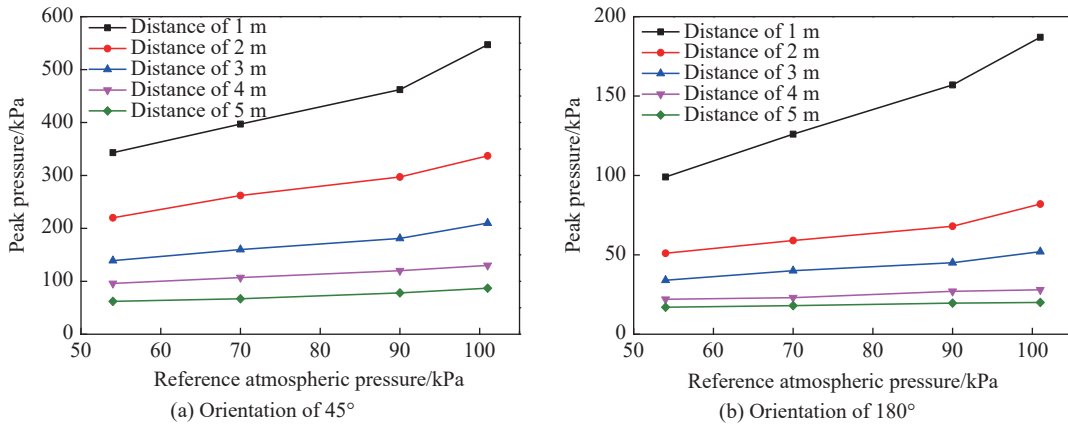 600
500
400
300
200
100
0
Peak pressure/kPa
Distance of 1 m
Distance of 2 m
Distance of 3 m
Distance of 4 m
Distance of 5 m
50 60 70 80 90 100
Reference atmospheric pressure/kPa
(a) Orientation of 45°
200
150
100
50
0
Peak pressure/kPa
Distance of 1 m
Distance of 2 m
Distance of 3 m
Distance of 4 m
Distance of 5 m
50 60 70 80 90 100
Reference atmospheric pressure/kPa
(b) Orientation of 180°